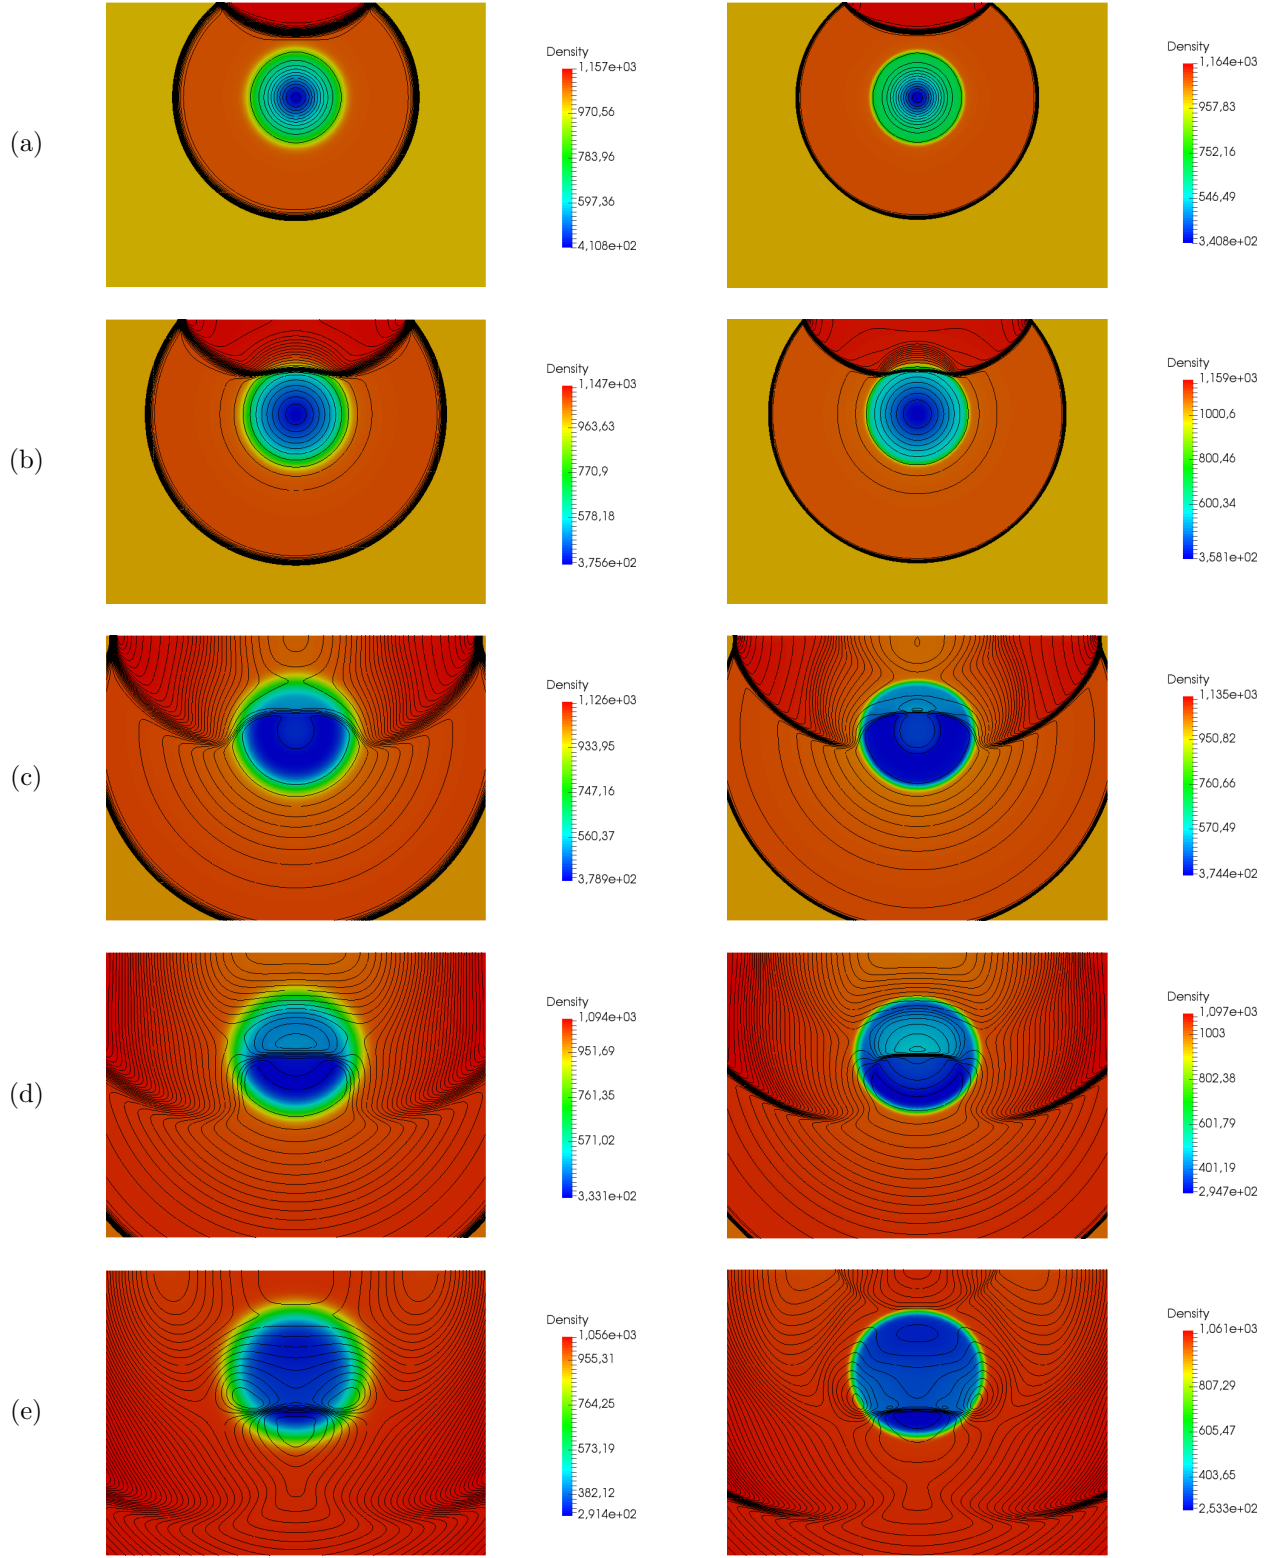 (a)
Density
1,157e+03
970,56
783,96
597,36
4,108e+02
Density
1,164e+03
957,83
752,16
546,49
3,408e+02
(b)
Density
1,147e+03
963,63
770,9
578,18
3,756e+02
Density
1,159e+03
1000,6
800,46
600,34
3,581e+02
(c)
Density
1,126e+03
933,95
747,16
560,37
3,789e+02
Density
1,135e+03
950,82
760,66
570,49
3,744e+02
(d)
Density
1,094e+03
951,69
761,35
571,02
3,331e+02
Density
1,097e+03
1003
802,38
601,79
401,19
2,947e+02
(e)
Density
1,056e+03
955,31
764,25
573,19
382,12
2,914e+02
Density
1,061e+03
807,29
605,47
403,65
2,533e+02